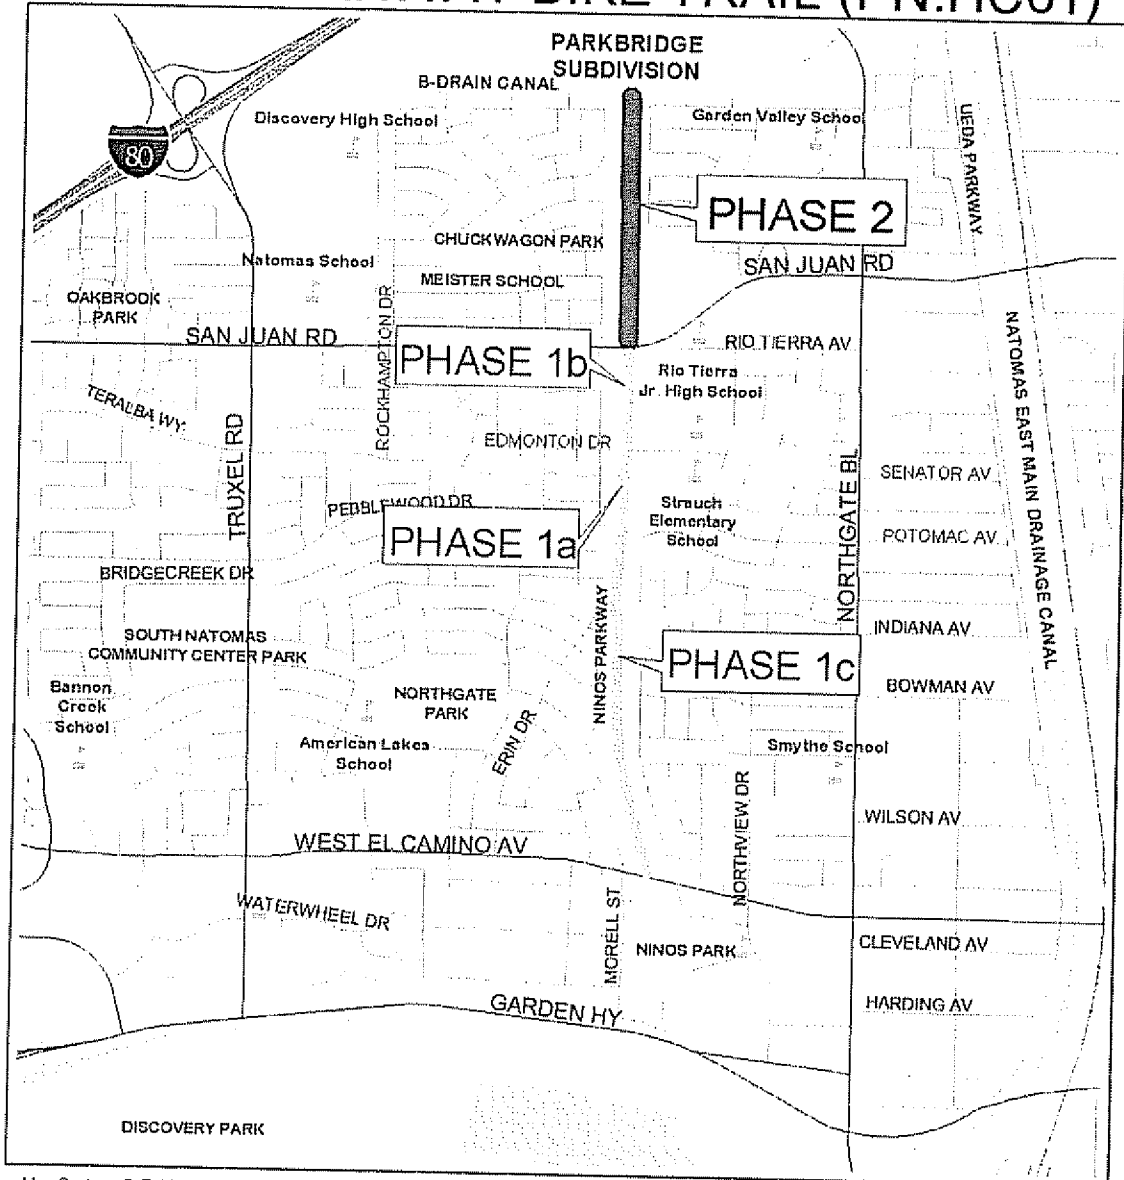 BIKE TRAIL (PN:HC61)
PARKBRIDGE
SUBDIVISION
B-DRAIN CANAL
Discovery High School
Garden Valley School
80
UEDA PARKWAY
PHASE 2
CHUCKWAGON PARK
SAN JUAN RD
Natomas School
MEISTER SCHOOL
OAKBROOK
PARK
SAN JUAN RD
ROCKHAMPTON DR
PHASE 1b
RIO TIERRA AV
Rio Tierra
Jr. High School
NATOMAS EAST MAIN DRAINAGE CANAL
TERALBA WY.
TRUXEL RD
EDMONTON DR
NORTHGATE BL
SENATOR AV
PEBBLEWOOD DR
Strauch
Elementary
School
PHASE 1a
POTOMAC AV
BRIDGECREEK DR
NINOS PARKWAY
INDIANA AV
SOUTH NATOMAS
COMMUNITY CENTER PARK
PHASE 1c
BOWMAN AV
Bannon
Creek
School
NORTHGATE
PARK
ERIN DR
American Lakes
School
Smythe School
NORTHVIEW DR
WILSON AV
WEST EL CAMINO AV
WATERWHEEL DR
MORELL ST
NINOS PARK
CLEVELAND AV
GARDEN HY
HARDING AV
DISCOVERY PARK